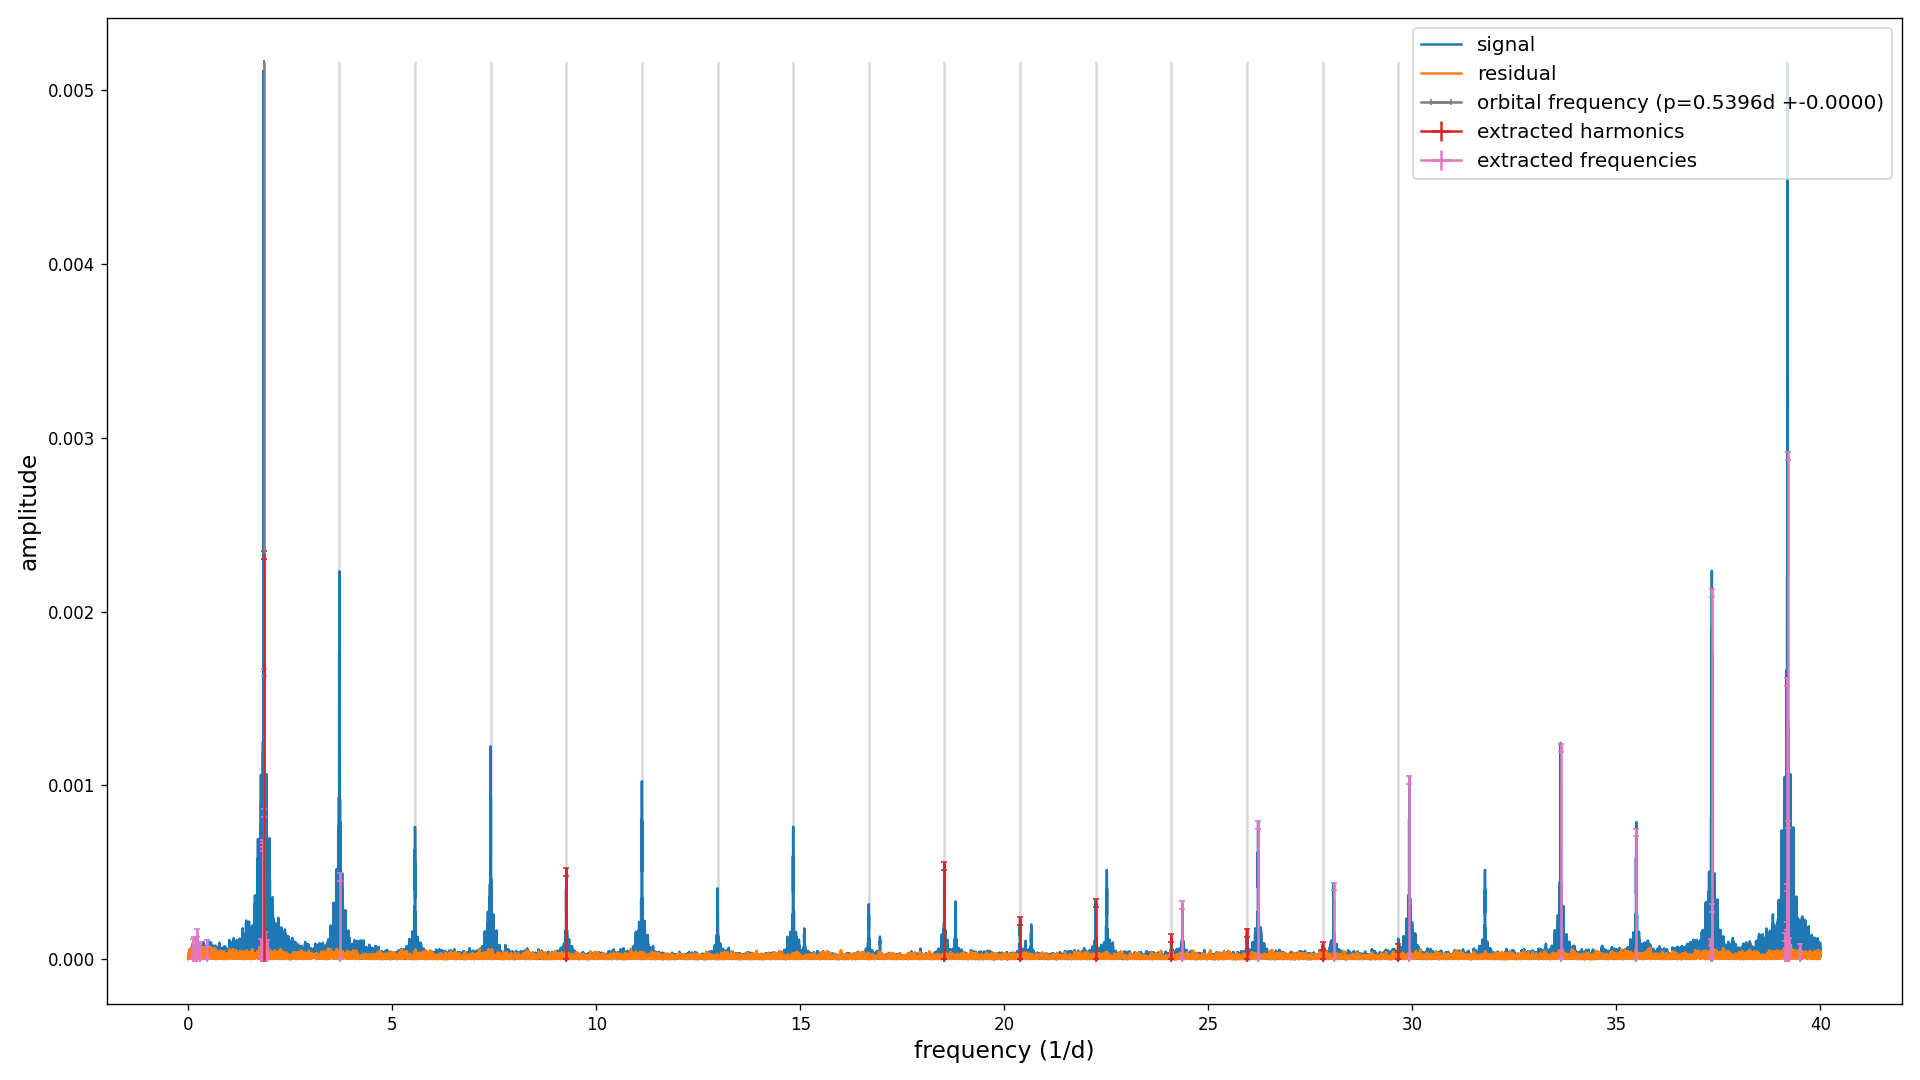 signal
residual
orbital frequency (p=0.5396d +-0.0000)
extracted harmonics
extracted frequencies
0.005
0.004
0.003
0.002
0.001
0.000
amplitude
0 5 10 15 20 25 30 35 40
frequency (1/d)